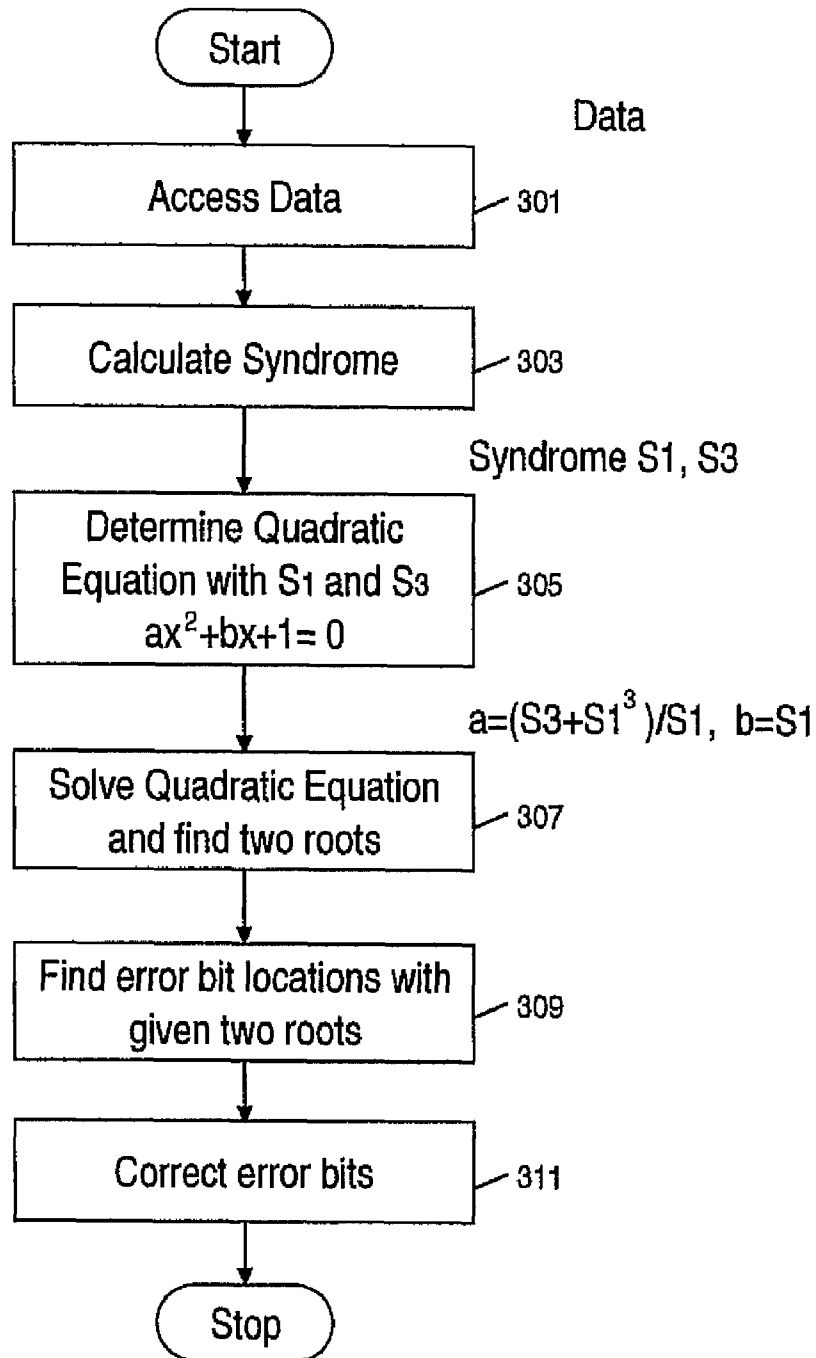 Start
Data
Access Data
301
Calculate Syndrome
303
Syndrome S1, S3
Determine Quadratic
Equation with S1 and S3
ax²+bx+1= 0
305
a=(S3+S1³)/S1, b=S1
Solve Quadratic Equation
and find two roots
307
Find error bit locations with
given two roots
309
Correct error bits
311
Stop